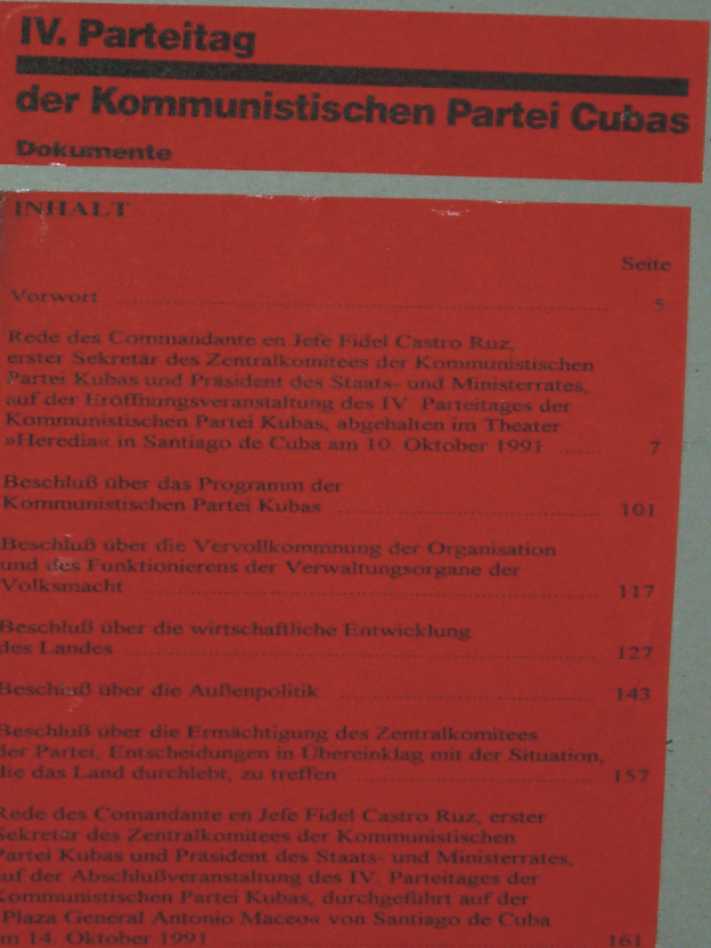 IV. Parteitag
der Kommunistischen Partei Cubas
Dokumente
INHALT
Seite
Vorwort ........ 5
Rede des Commandante en Jefe Fidel Castro Ruz,
erster Sekretär des Zentralkomitees der Kommunistischen
Partei Kubas und Präsident des Staats- und Ministerrates,
auf der Eröffnungsveranstaltung des IV. Parteitages der
Kommunistischen Partei Kubas, abgehalten im Theater
»Heredia« in Santiago de Cuba am 10. Oktober 1991 ...... 7
Beschluß über das Programm der
Kommunistischen Partei Kubas ........ 101
Beschluß über die Vervollkommnung der Organisation
und des Funktionierens der Verwaltungsorgane der
Volksmacht ........ 117
Beschluß über die wirtschaftliche Entwicklung
des Landes ........ 127
Beschluß über die Außenpolitik ........ 143
Beschluß über die Ermächtigung des Zentralkomitees
der Partei, Entscheidungen in Übereinklag mit der Situation,
die das Land durchlebt, zu treffen ........ 157
Rede des Comandante en Jefe Fidel Castro Ruz, erster
Sekretär des Zentralkomitees der Kommunistischen
Partei Kubas und Präsident des Staats- und Ministerrates,
auf der Abschlußveranstaltung des IV. Parteitages der
Kommunistischen Partei Kubas, durchgeführt auf der
Plaza General Antonio Maceo« von Santiago de Cuba
am 14. Oktober 1991 ........ 161